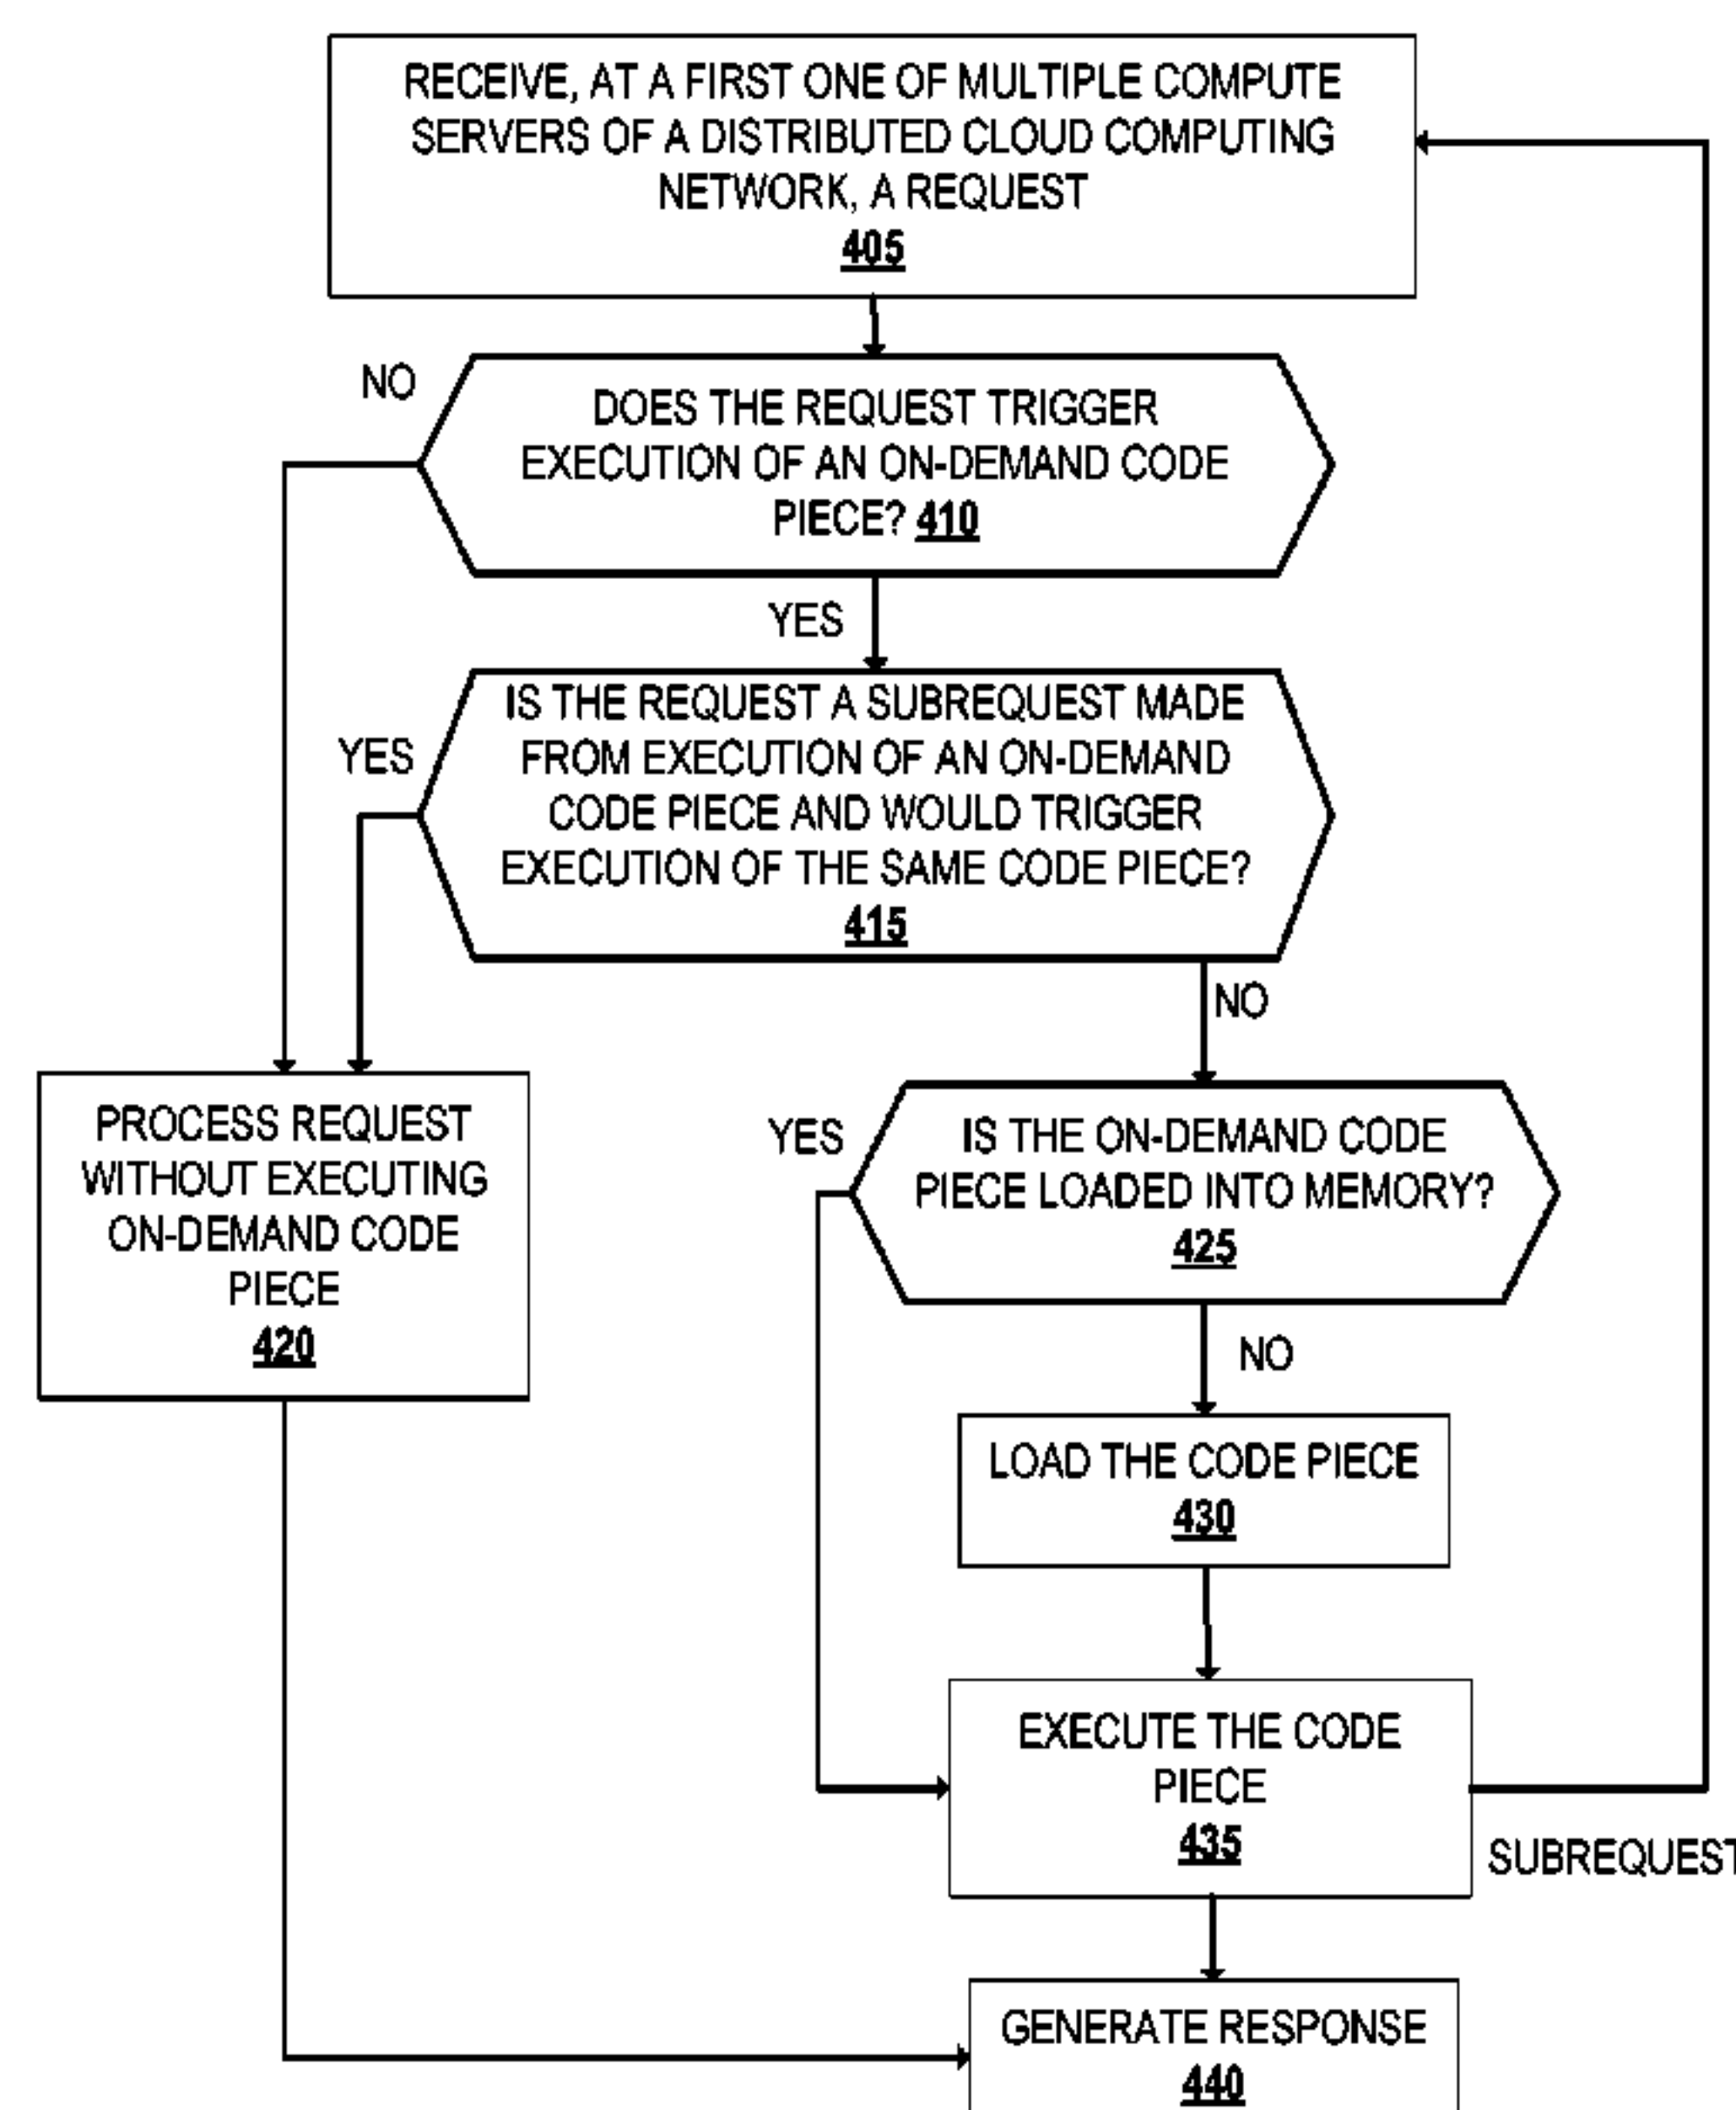 RECEIVE, AT A FIRST ONE OF MULTIPLE COMPUTE
SERVERS OF A DISTRIBUTED CLOUD COMPUTING
NETWORK, A REQUEST
405
NO
DOES THE REQUEST TRIGGER
EXECUTION OF AN ON-DEMAND CODE
PIECE? 410
YES
IS THE REQUEST A SUBREQUEST MADE
FROM EXECUTION OF AN ON-DEMAND
CODE PIECE AND WOULD TRIGGER
EXECUTION OF THE SAME CODE PIECE?
415
YES
NO
PROCESS REQUEST
WITHOUT EXECUTING
ON-DEMAND CODE
PIECE
420
YES
IS THE ON-DEMAND CODE
PIECE LOADED INTO MEMORY?
425
NO
LOAD THE CODE PIECE
430
EXECUTE THE CODE
PIECE
435
SUBREQUEST
GENERATE RESPONSE
440